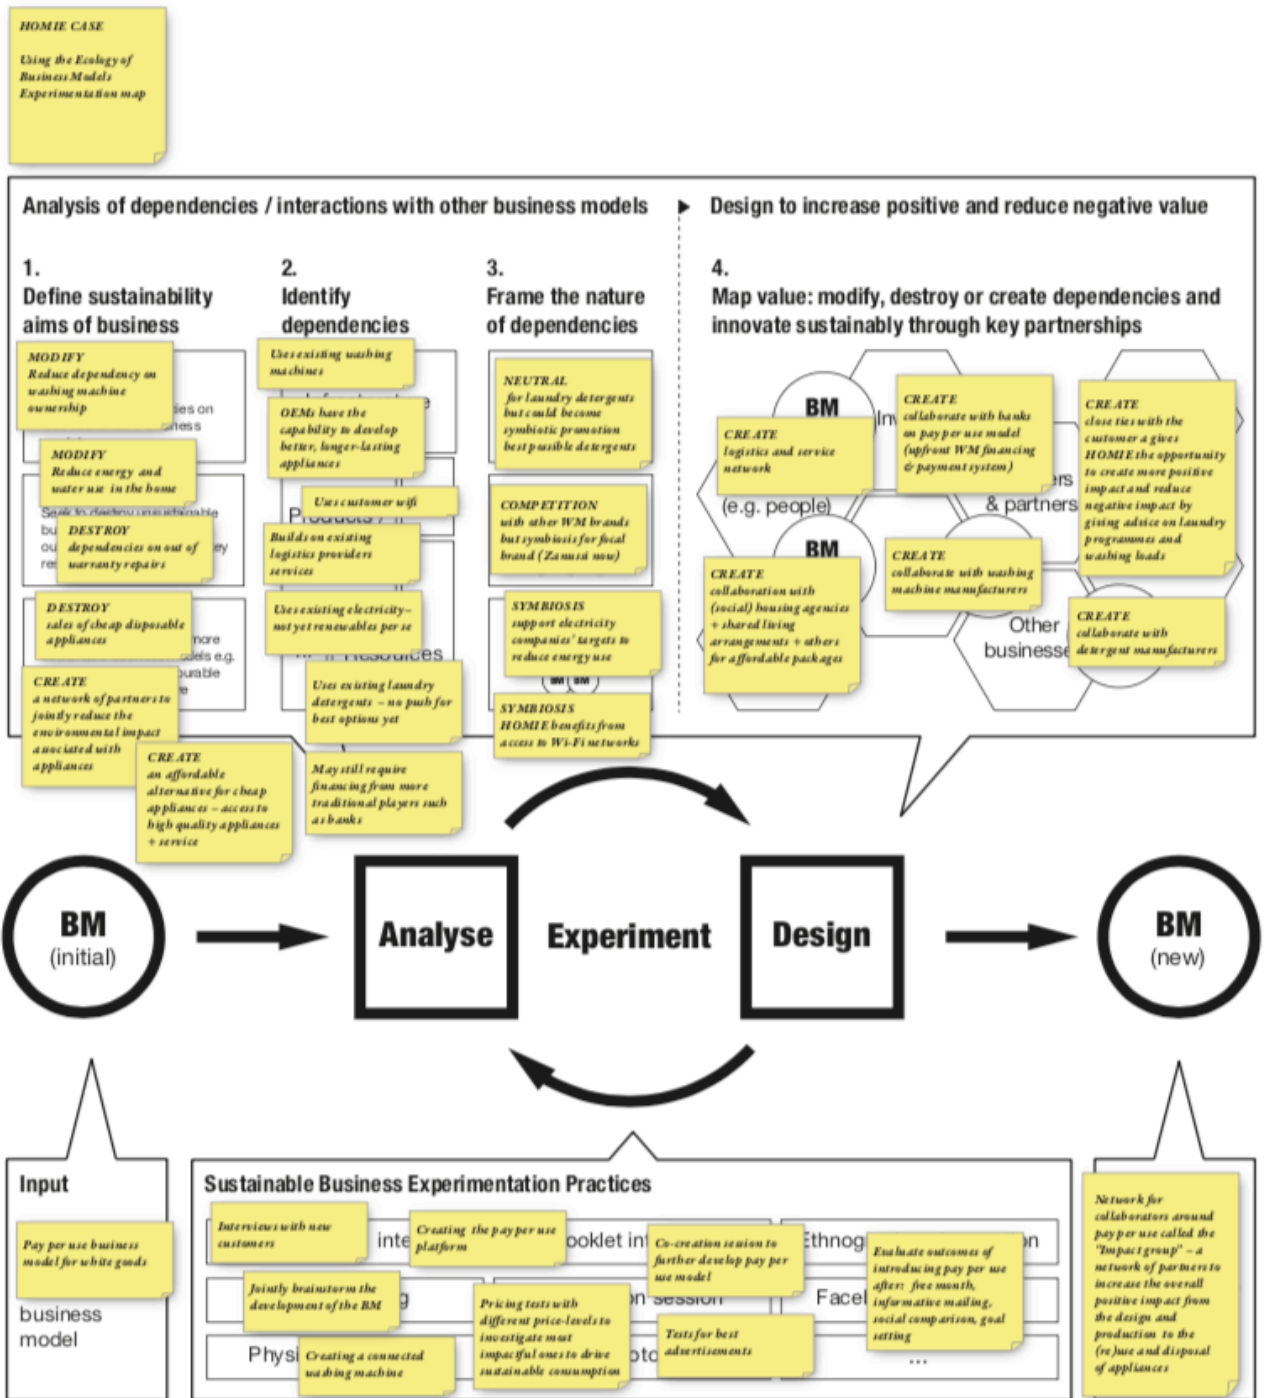 HOMIE CASE
Using the Ecology of
Business Models
Experimentation map
Analysis of dependencies / interactions with other business models
Design to increase positive and reduce negative value
1.
Define sustainability
aims of business
MODIFY
Reduce dependency on
washing machine
ownership
MODIFY
Reduce energy and
water use in the home
Seek to destroy unsustainable
DESTROY
dependencies on out of
warranty repairs
DESTROY
sales of cheap disposable
appliances
more
e.g.
CREATE
a network of partners to
jointly reduce the
environmental impact
associated with
appliances
CREATE
an affordable
alternative for cheap
appliances – access to
high quality appliances
+ service
2.
Identify
dependencies
Uses existing washing
machines
OEMs have the
capability to develop
better, longer-lasting
appliances
Uses customer wifi
Builds on existing
logistics providers
services
Uses existing electricity–
not yet renewables per se
Resources
Uses existing laundry
detergents – no push for
best options yet
May still require
financing from more
traditional players such
as banks
3.
Frame the nature
of dependencies
NEUTRAL
for laundry detergents
but could become
symbiotic promotion
best possible detergents
COMPETITION
with other WM brands
but symbiosis for focal
brand (Zanussi now)
SYMBIOSIS
support electricity
companies' targets to
reduce energy use
BM BM
SYMBIOSIS
HOMIE benefits from
access to Wi-Fi networks
4.
Map value: modify, destroy or create dependencies and
innovate sustainably through key partnerships
BM
CREATE
logistics and service
network
(e.g. people)
CREATE
collaborate with banks
on pay per use model
(upfront WM financing
& payment system)
& partners
CREATE
close ties with the
customer a gives
HOMIE the opportunity
to create more positive
impact and reduce
negative impact by
giving advice on laundry
programmes and
washing loads
BM
CREATE
collaboration with
(social) housing agencies
+ shared living
arrangements + others
for affordable packages
CREATE
collaborate with washing
machine manufacturers
Other
businesse
CREATE
collaborate with
detergent manufacturers
BM
(initial)
Analyse
Experiment
Design
BM
(new)
Input
Pay per use business
model for white goods
business
model
Sustainable Business Experimentation Practices
Interviews with new
customers
inte
Creating the pay per use
platform
ooklet int
Co-creation session to
further develop pay per
use model
Ethnog
on
Evaluate outcomes of
introducing pay per use
after: free month,
informative mailing,
social comparison, goal
setting
Jointly brainstorm the
development of the BM
g
Pricing tests with
different price-levels to
investigate most
impactful ones to drive
sustainable consumption
on session
Tests for best
advertisements
Physi
Creating a connected
washing machine
...
Network for
collaborators around
pay per use called the
"Impact group" – a
network of partners to
increase the overall
positive impact from
the design and
production to the
(re)use and disposal
of appliances